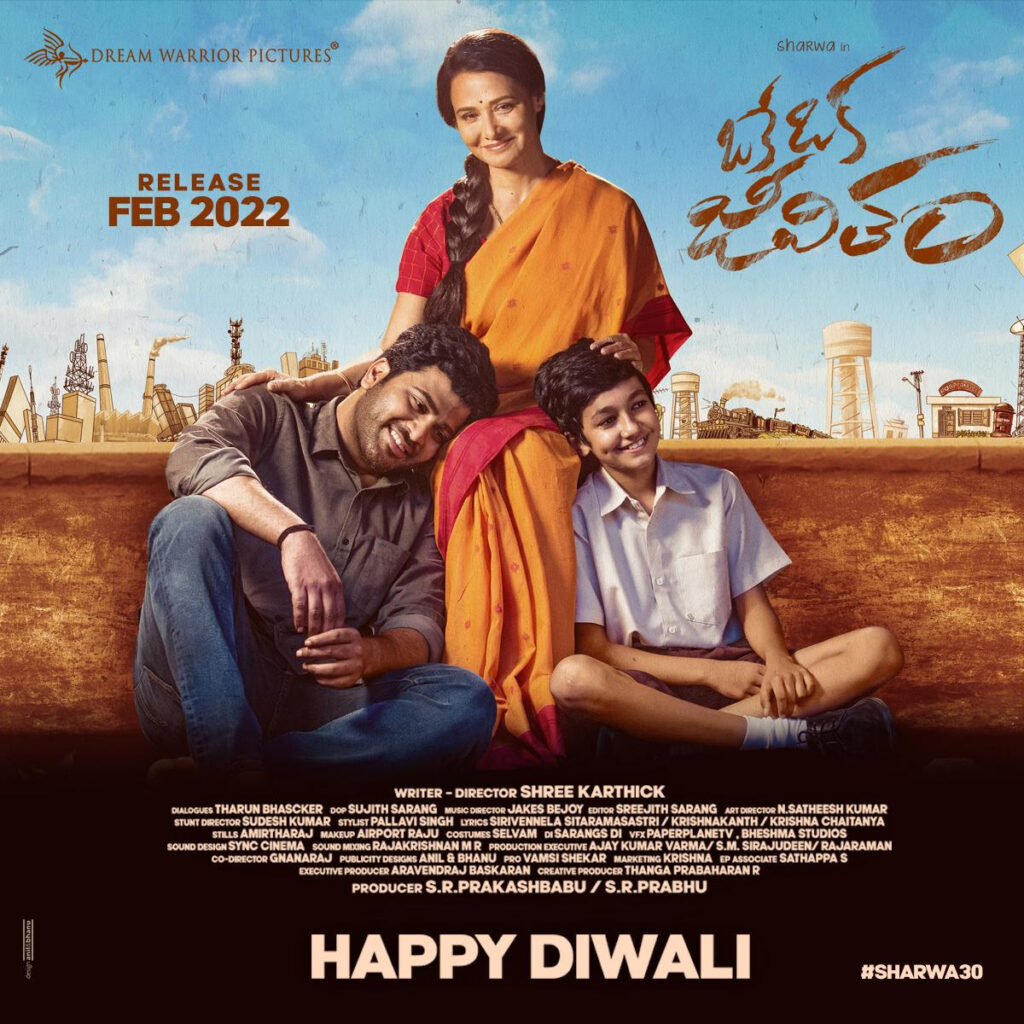 DREAM WARRIOR PICTURES®
sharwa in
ఒకే ఒక
జీవితం
RELEASE
FEB 2022
WRITER - DIRECTOR SHREE KARTHICK
DIALOGUES THARUN BHASCKER DOP SUJITH SARANG MUSIC DIRECTOR JAKES BEJOY EDITOR SREEJITH SARANG ART DIRECTOR N.SATHEESH KUMAR
STUNT DIRECTOR SUDESH KUMAR STYLIST PALLAVI SINGH LYRICS SIRIVENNELA SITARAMASASTRI / KRISHNAKANTH / KRISHNA CHAITANYA
STILLS AMIRTHARAJ MAKEUP AIRPORT RAJU COSTUMES SELVAM DI SARANGS DI VFX PAPERPLANETV , BHESHMA STUDIOS
SOUND DESIGN SYNC CINEMA SOUND MIXING RAJAKRISHNAN M R PRODUCTION EXECUTIVE AJAY KUMAR VARMA/ S.M. SIRAJUDEEN/ RAJARAMAN
CO-DIRECTOR GNANARAJ PUBLICITY DESIGNS ANIL & BHANU PRO VAMSI SHEKAR MARKETING KRISHNA EP ASSOCIATE SATHAPPA S
EXECUTIVE PRODUCER ARAVENDRAJ BASKARAN CREATIVE PRODUCER THANGA PRABAHARAN R
PRODUCER S.R.PRAKASHBABU / S.R.PRABHU
design anil&bhanu
HAPPY DIWALI
#SHARWA30